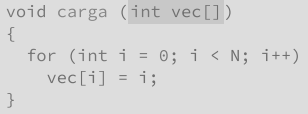 void carga (int vec[])
{
for (int i = 0; i < N; i++)
vec[i] = i;
}